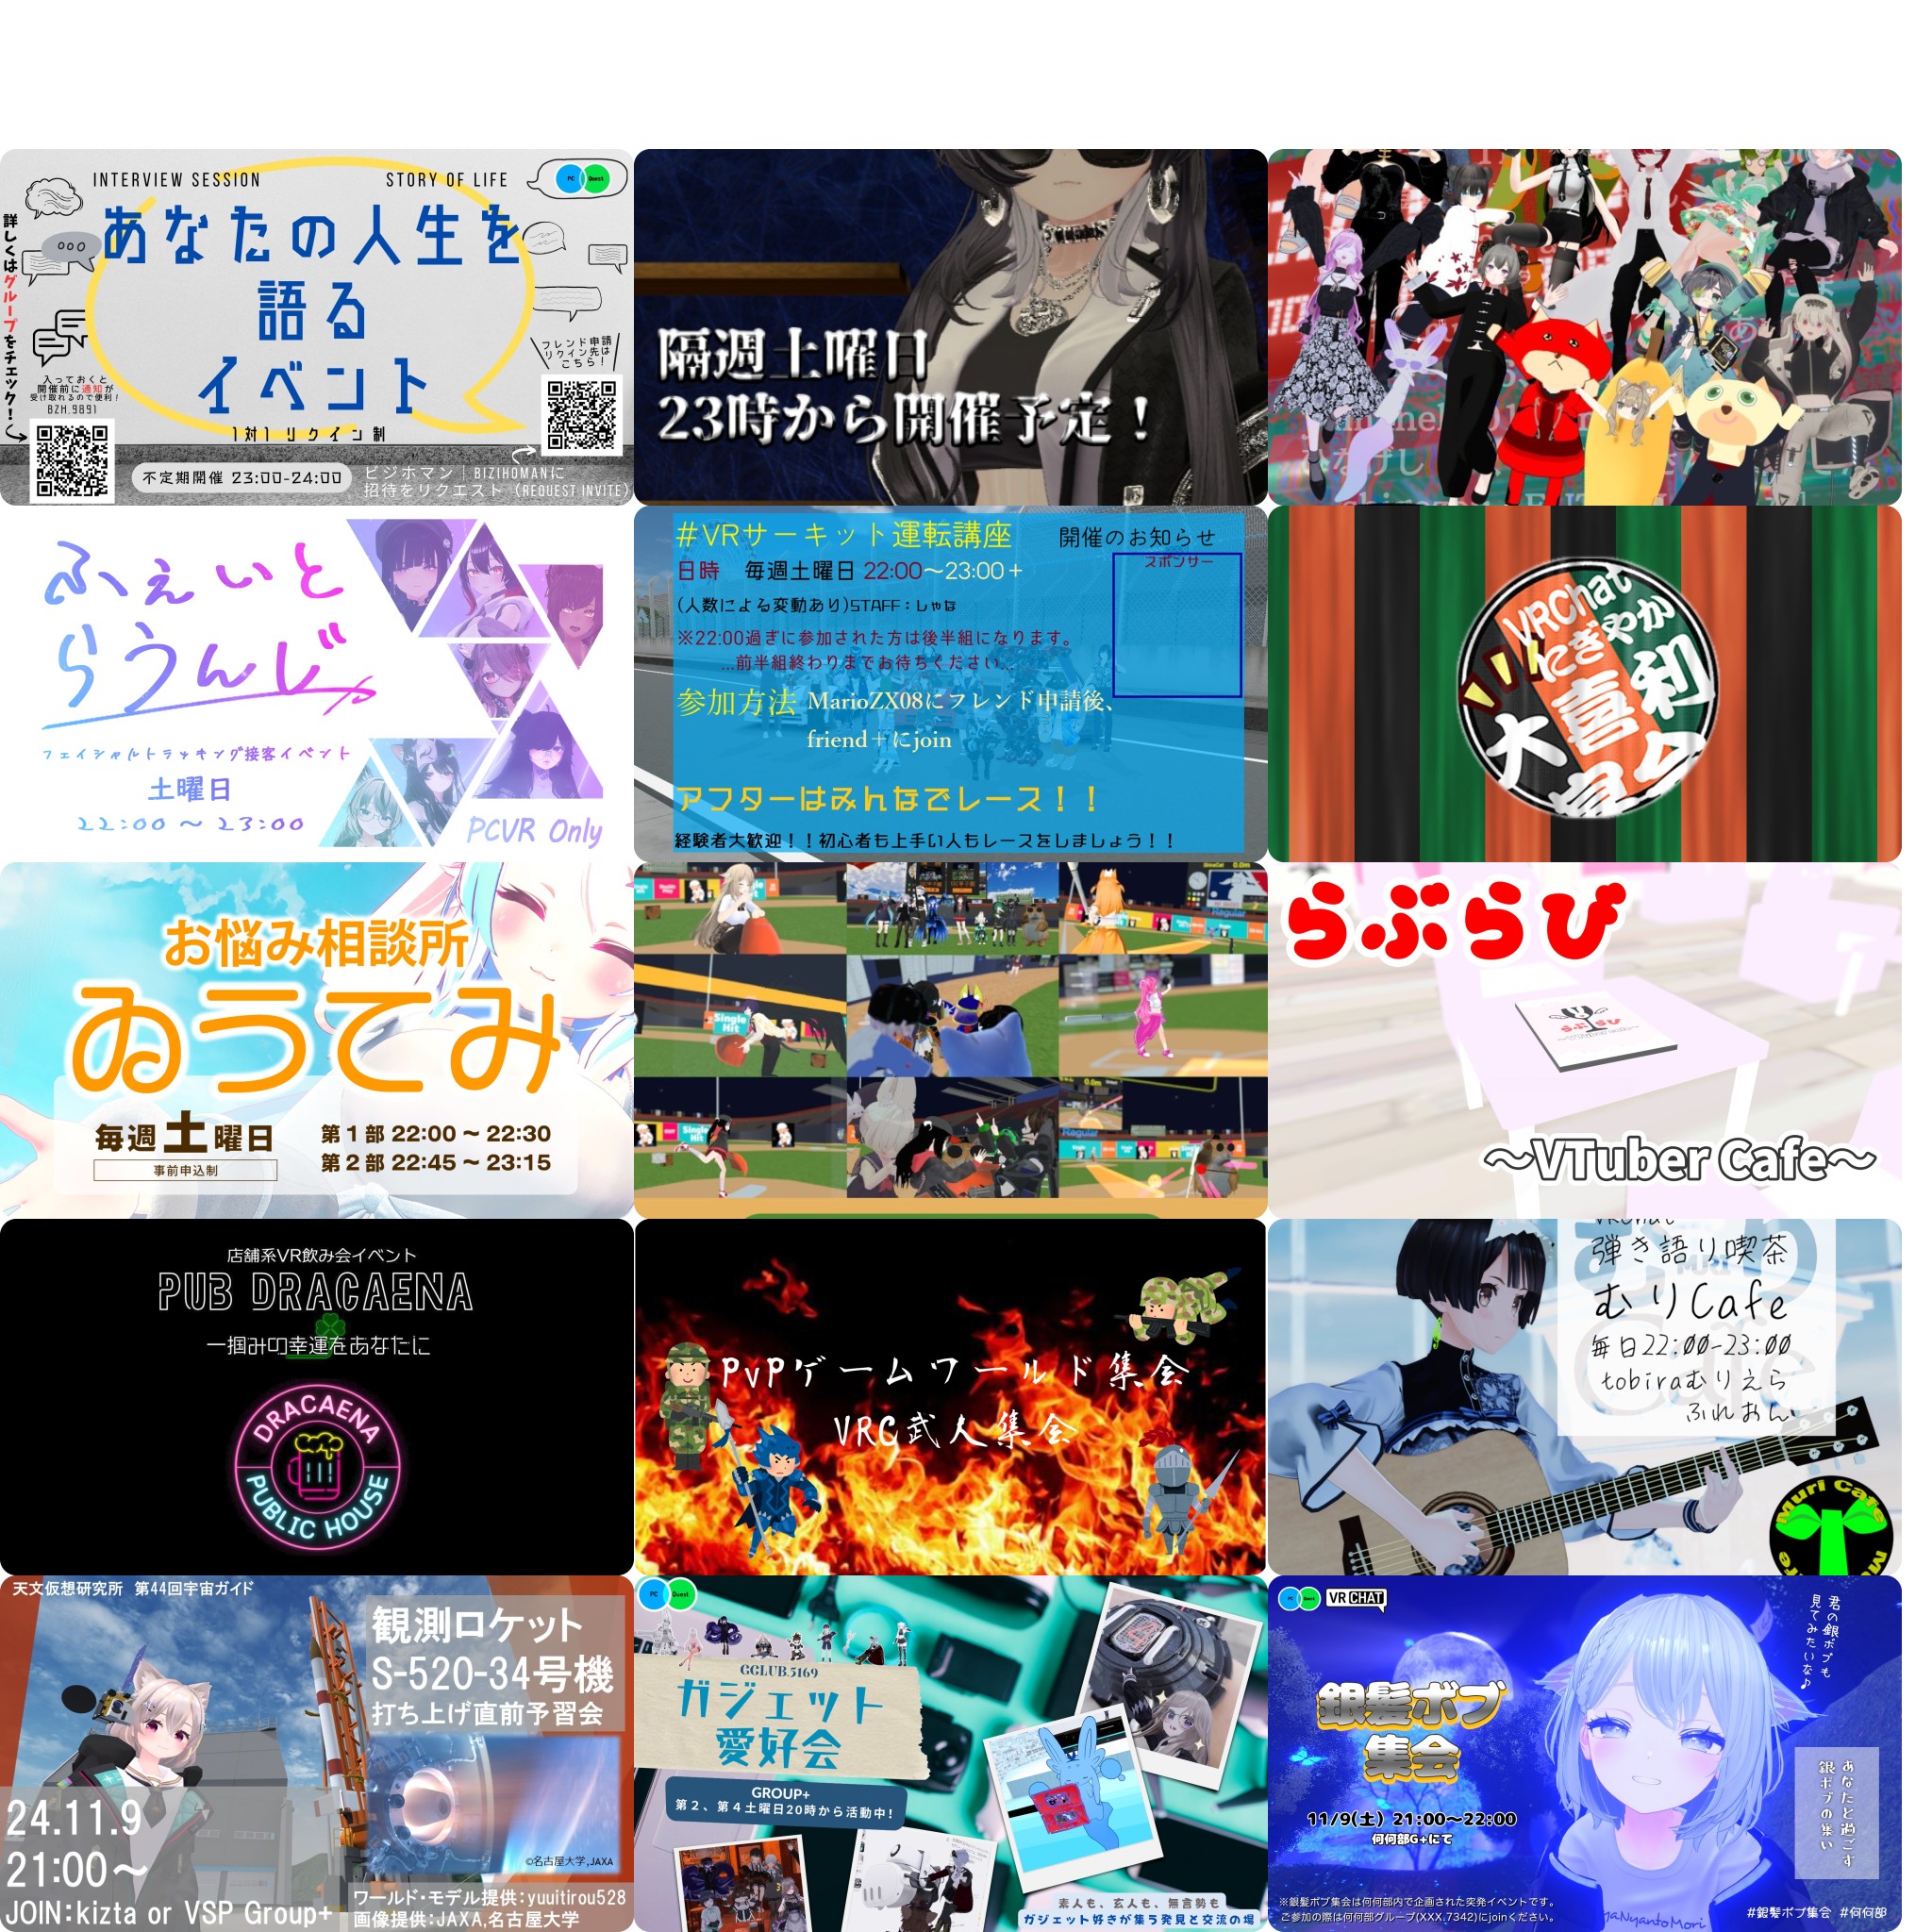 INTERVIEW SESSION
STORY OF LIFE
PC
Quest
あなたの人生を
語る
イベント
1対1リクイン制
詳しくはグループをチェック!
入っておくと
開催前に通知が
受け取れるので便利!
BZH.9891
フレンド申請
リクイン先は
こちら!
不定期開催 23:00-24:00
ビジホマン|BIZIHOMANに
招待をリクエスト (REQUEST INVITE)
隔週土曜日
23時から開催予定!
ふぇいと
らうんじ
フェイシャルトラッキング接客イベント
土曜日
22:00 ~ 23:00
PCVR Only
#VRサーキット運転講座
開催のお知らせ
日時 毎週土曜日 22:00~23:00+
スポンサー
(人数による変動あり)STAFF:しゃな
※22:00過ぎに参加された方は後半組になります。
...前半組終わりまでお待ちください...
参加方法 MarioZX08にフレンド申請後、
friend+にjoin
アフターはみんなでレース!!
経験者大歓迎!!初心者も上手い人もレースをしましょう!!
VRChat
にぎやか
大喜利
お悩み相談所
ゐうてみ
毎週土曜日
事前申込制
第1部 22:00 ~ 22:30
第2部 22:45 ~ 23:15
Single
Hit
Regular
らぶらび
らぶらび
~VTuber Cafe~
店舗系VR飲み会イベント
PUB DRACAENA
一掴みの幸運をあなたに
DRACAENA
PUBLIC HOUSE
PvPゲームワールド集会
VRC武人集会
VRChat
弾き語り喫茶
むりCafe
毎日22:00-23:00
tobiraむりえら
ふれおん
Muri Cafe
天文仮想研究所 第44回宇宙ガイド
観測ロケット
S-520-34号機
打ち上げ直前予習会
24.11.9
21:00~
JOIN:kizta or VSP Group+
©名古屋大学,JAXA
ワールド・モデル提供:yuuitirou528
画像提供:JAXA,名古屋大学
PC
Quest
GCLUB.5169
ガジェット
愛好会
GROUP+
第2、第4土曜日20時から活動中!
素人も、玄人も、無言勢も
ガジェット好きが集う発見と交流の場
PC
Quest
VRCHAT
君の銀ボブも
見てみたいな♪
銀髪ボブ
集会
11/9(土) 21:00~22:00
何何部G+にて
あなたと過ごす
銀ボブの集い
※銀髪ボブ集会は何何部内で企画された突発イベントです。
ご参加の際は何何部グループ(XXX.7342)にjoinください。
#銀髪ボブ集会 #何何部